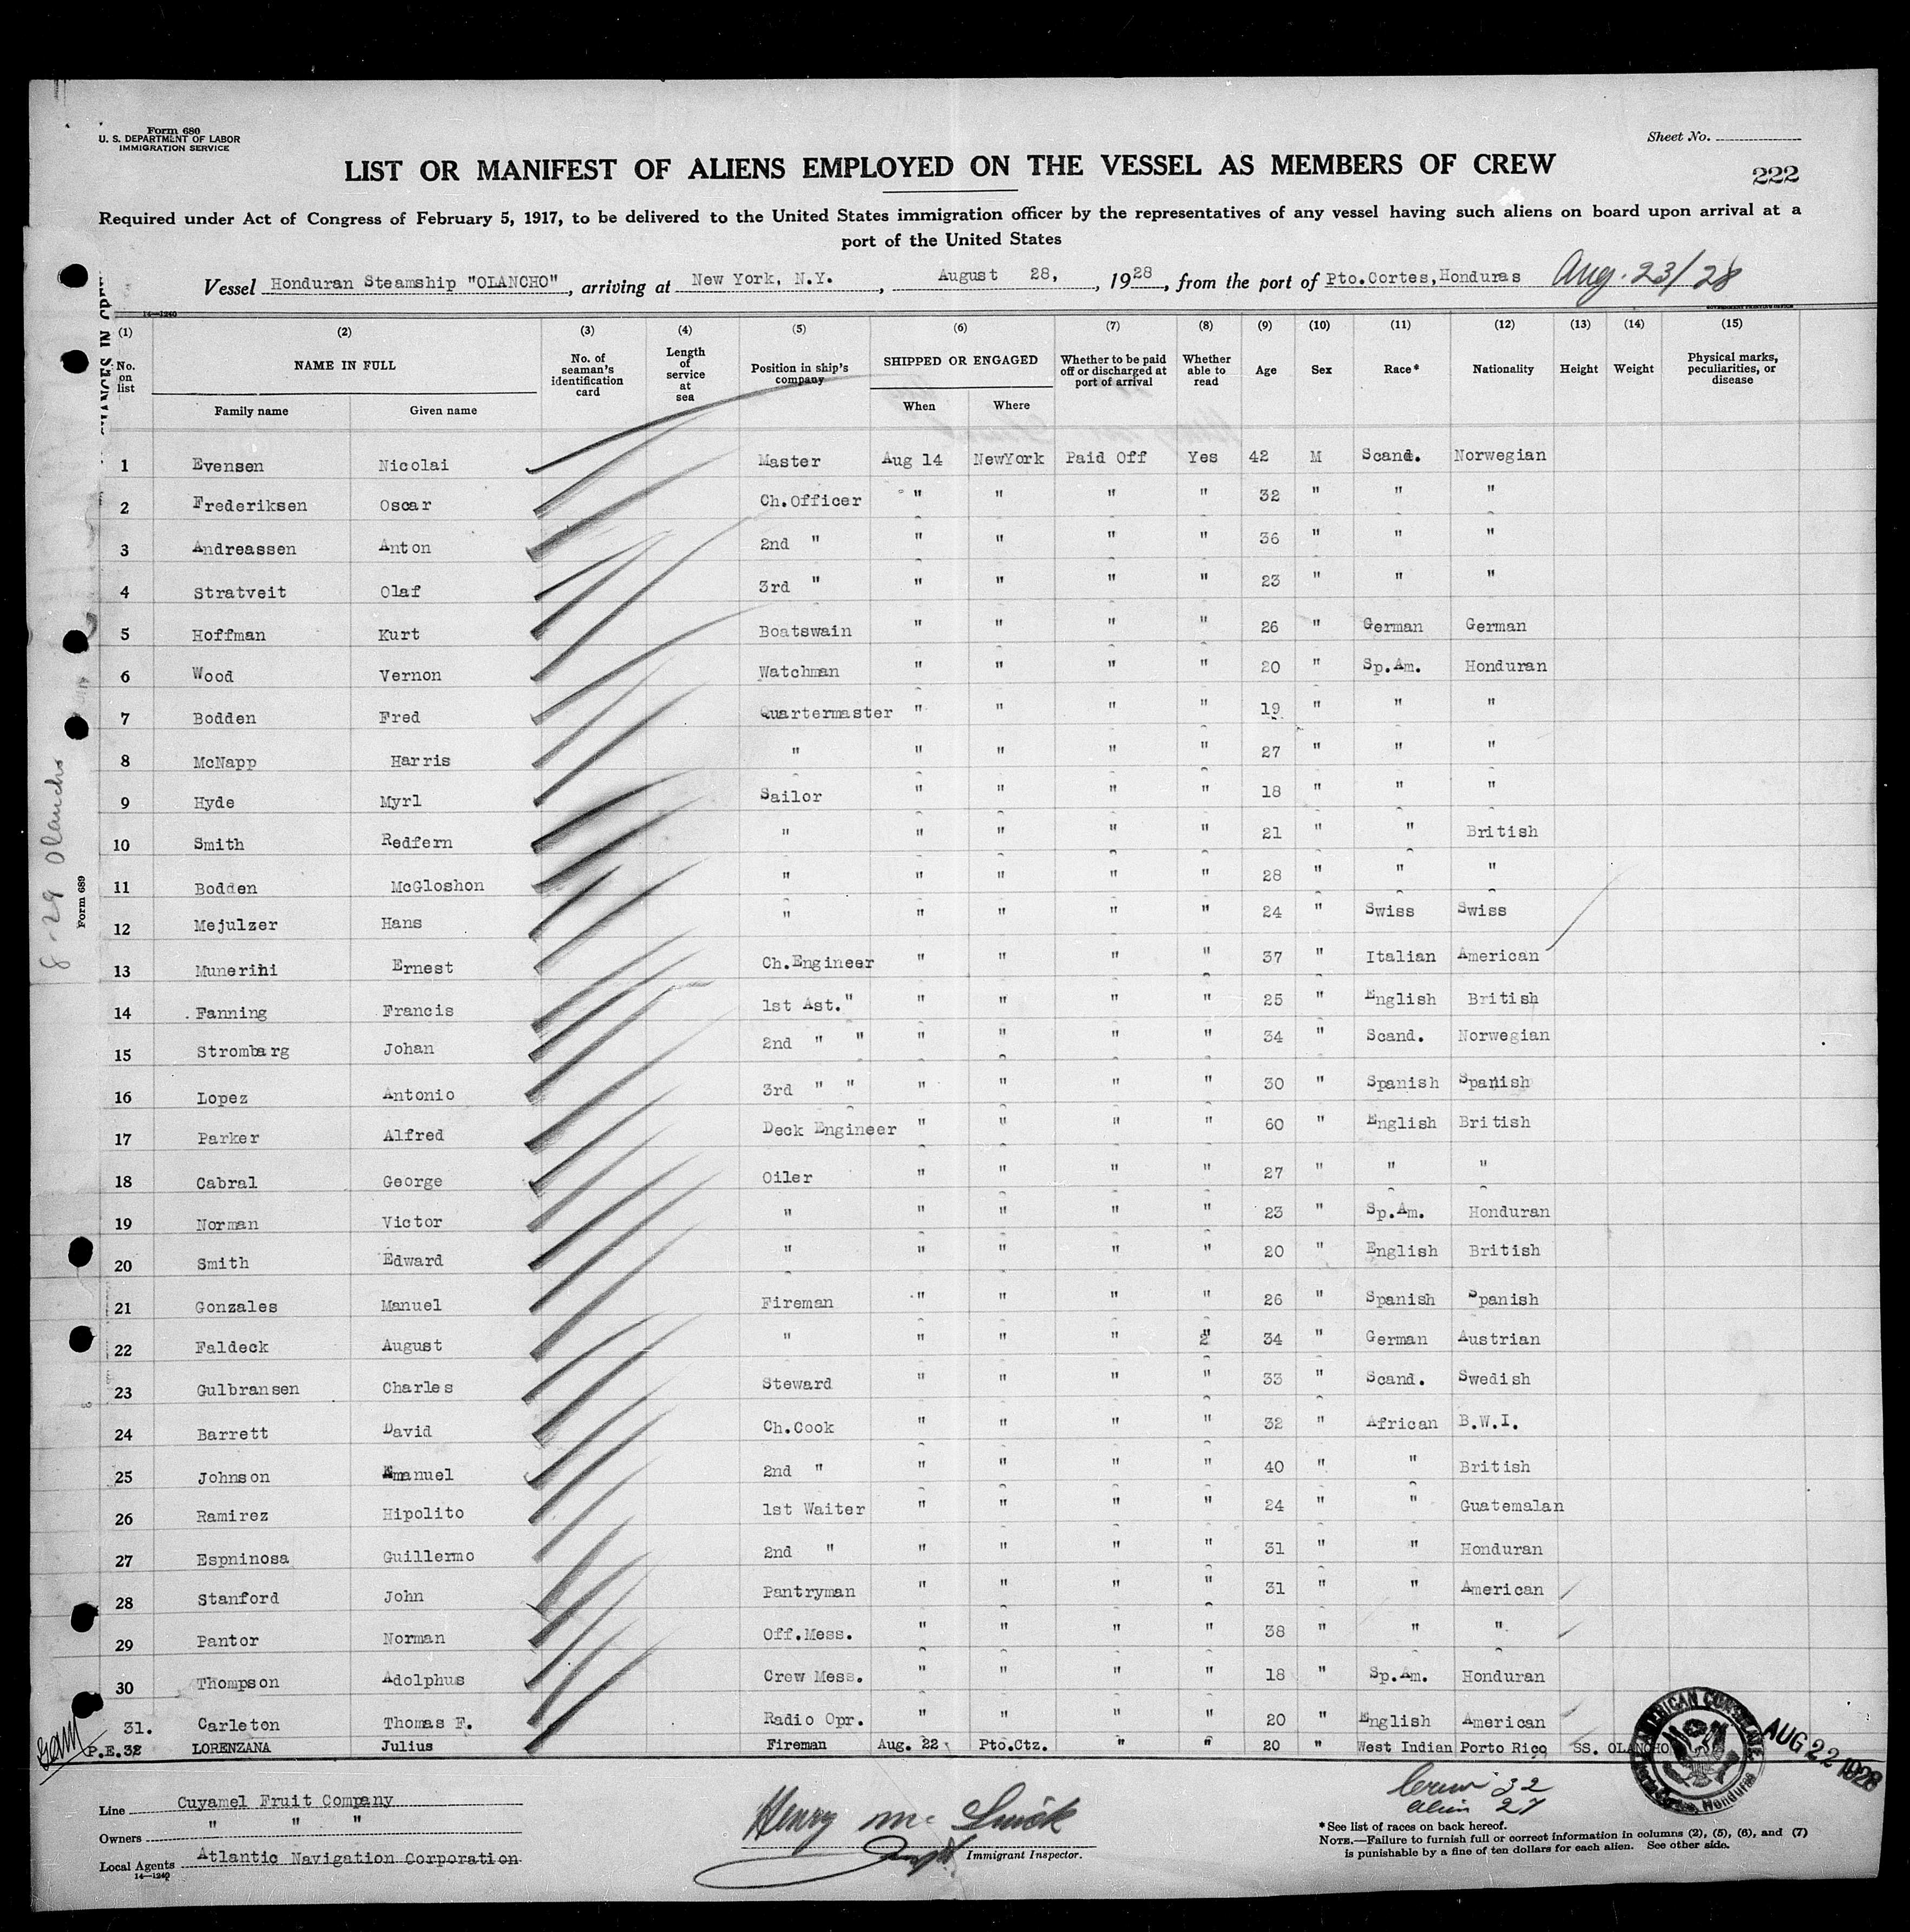 Form 680
U. S. DEPARTMENT OF LABOR
IMMIGRATION SERVICE
Sheet No.
LIST OR MANIFEST OF ALIENS EMPLOYED ON THE VESSEL AS MEMBERS OF CREW
222
Required under Act of Congress of February 5, 1917, to be delivered to the United States immigration officer by the representatives of any vessel having such aliens on board upon arrival at a
port of the United States
Vessel Honduran Steamship "OLANCHO", arriving at New York, N.Y., August 28, 1928, from the port of Pto.Cortes,Honduras Aug. 23/28
14-1240
(1) (2) (3) (4) (5) (6) (7) (8) (9) (10) (11) (12) (13) (14) (15)
No. on list NAME IN FULL No. of seaman's identification card Length of service at sea Position in ship's company SHIPPED OR ENGAGED Whether to be paid off or discharged at port of arrival Whether able to read Age Sex Race* Nationality Height Weight Physical marks, peculiarities, or disease
Family name Given name When Where
1 Evensen Nicolai Master Aug 14 NewYork Paid Off Yes 42 M Scand. Norwegian
2 Frederiksen Oscar Ch.Officer " " " " 32 " " "
3 Andreassen Anton 2nd " " " " " 36 " " "
4 Stratveit Olaf 3rd " " " " " 23 " " "
5 Hoffman Kurt Boatswain " " " " 26 " German German
6 Wood Vernon Watchman " " " " 20 " Sp.Am. Honduran
7 Bodden Fred Quartermaster " " " " 19 " " "
8 McNapp Harris " " " " " 27 " " "
9 Hyde Myrl Sailor " " " " 18 " " "
10 Smith Redfern " " " " " 21 " " British
11 Bodden McGloshon " " " " " 28 " " "
12 Mejulzer Hans " " " " " 24 " Swiss Swiss
13 Munerini Ernest Ch.Engineer " " " " 37 " Italian American
14 Fanning Francis 1st Ast." " " " " 25 " English British
15 Strombarg Johan 2nd " " " " " " 34 " Scand. Norwegian
16 Lopez Antonio 3rd " " " " " " 30 " Spanish Spanish
17 Parker Alfred Deck Engineer " " " " 60 " English British
18 Cabral George Oiler " " " " 27 " " "
19 Norman Victor " " " " " 23 " Sp.Am. Honduran
20 Smith Edward " " " " " 20 " English British
21 Gonzales Manuel Fireman " " " " 26 " Spanish Spanish
22 Faldeck August " " " " " 34 " German Austrian
23 Gulbransen Charles Steward " " " " 33 " Scand. Swedish
24 Barrett David Ch.Cook " " " " 32 " African B.W.I.
25 Johnson Emanuel 2nd " " " " " 40 " " British
26 Ramirez Hipolito 1st Waiter " " " " 24 " " Guatemalan
27 Espninosa Guillermo 2nd " " " " " 31 " " Honduran
28 Stanford John Pantryman " " " " 31 " " American
29 Pantor Norman Off.Mess. " " " " 38 " " "
30 Thompson Adolphus Crew Mess. " " " " 18 " Sp.Am. Honduran
31. Carleton Thomas F. Radio Opr. " " " " 20 " English American
P.E.32 LORENZANA Julius Fireman Aug. 22 Pto.Ctz. " " 20 " West Indian Porto Rico SS. OLANCHO
AMERICAN CONSULATE
Honduras
AUG 22 1928
Line Cuyamel Fruit Company
Owners " " "
Local Agents Atlantic Navigation Corporation
14-1240
Henry Mc
Immigrant Inspector.
Crew 32
Alien 27
*See list of races on back hereof.
NOTE.—Failure to furnish full or correct information in columns (2), (5), (6), and (7)
is punishable by a fine of ten dollars for each alien. See other side.
8-29 Olancho
Form 689